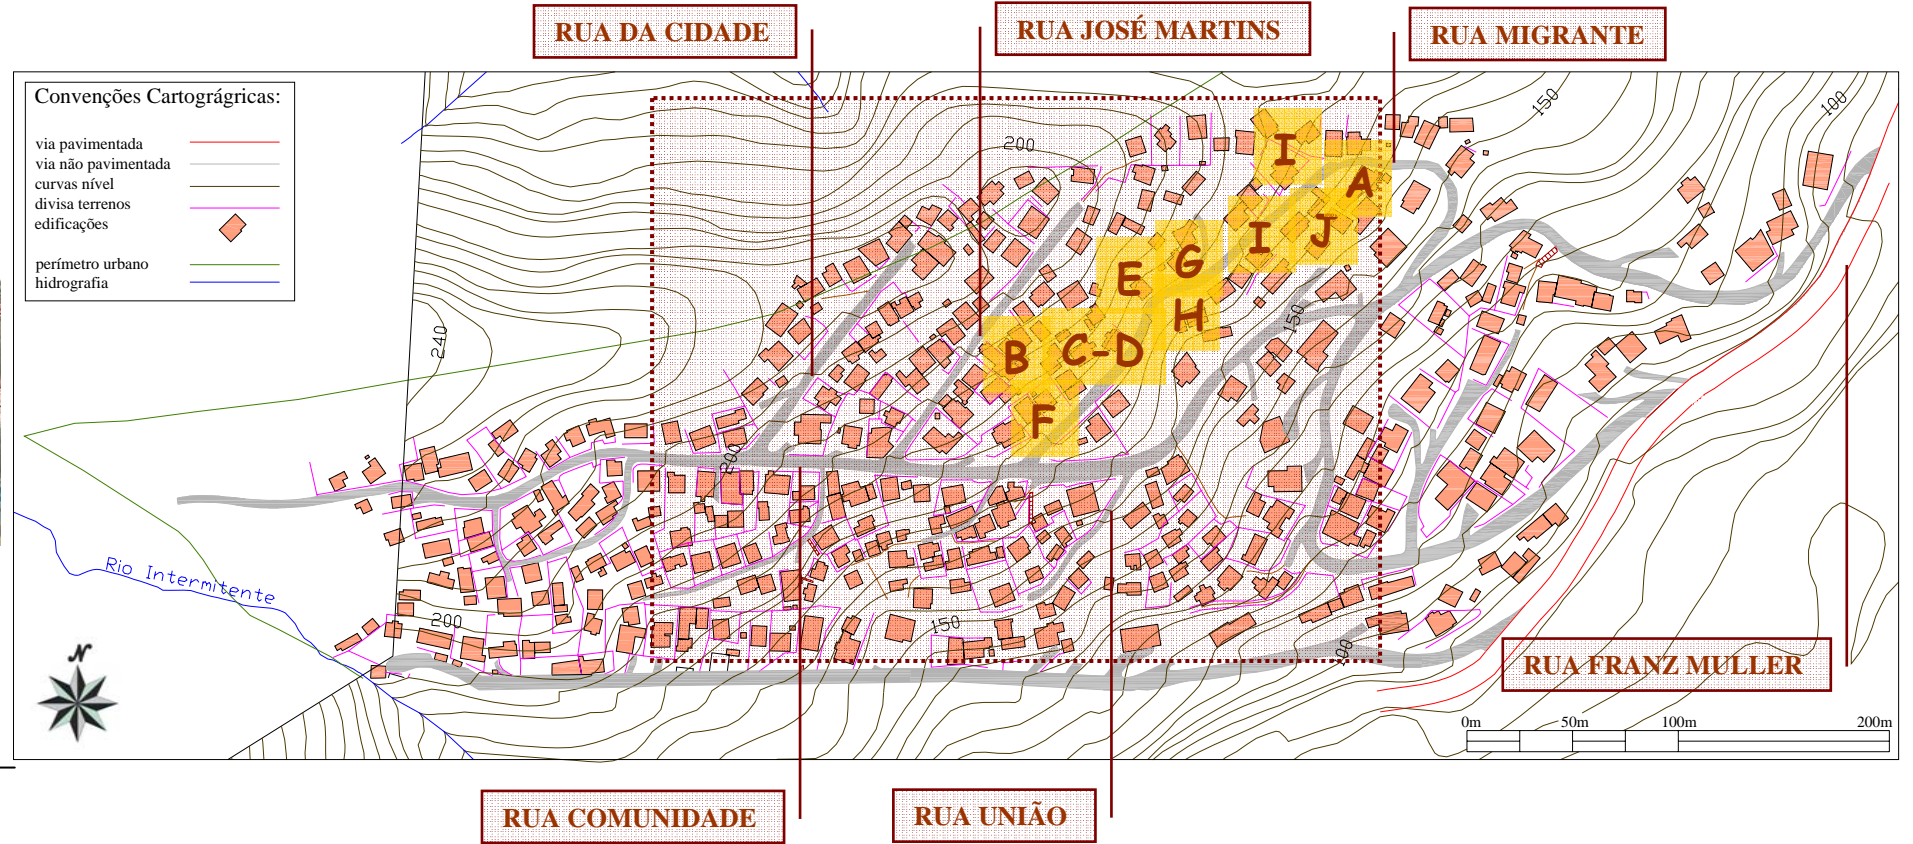 RUA DA CIDADE
RUA JOSÉ MARTINS
RUA MIGRANTE
Convenções Cartográgricas:
via pavimentada
via não pavimentada
curvas nível
divisa terrenos
edificações
perímetro urbano
hidrografia
200
150
100
I
A
I
J
G
E
H
150
240
B
C-D
F
200
Rio Intermitente
200
150
100
N
RUA FRANZ MULLER
0m 50m 100m 200m
RUA COMUNIDADE
RUA UNIÃO